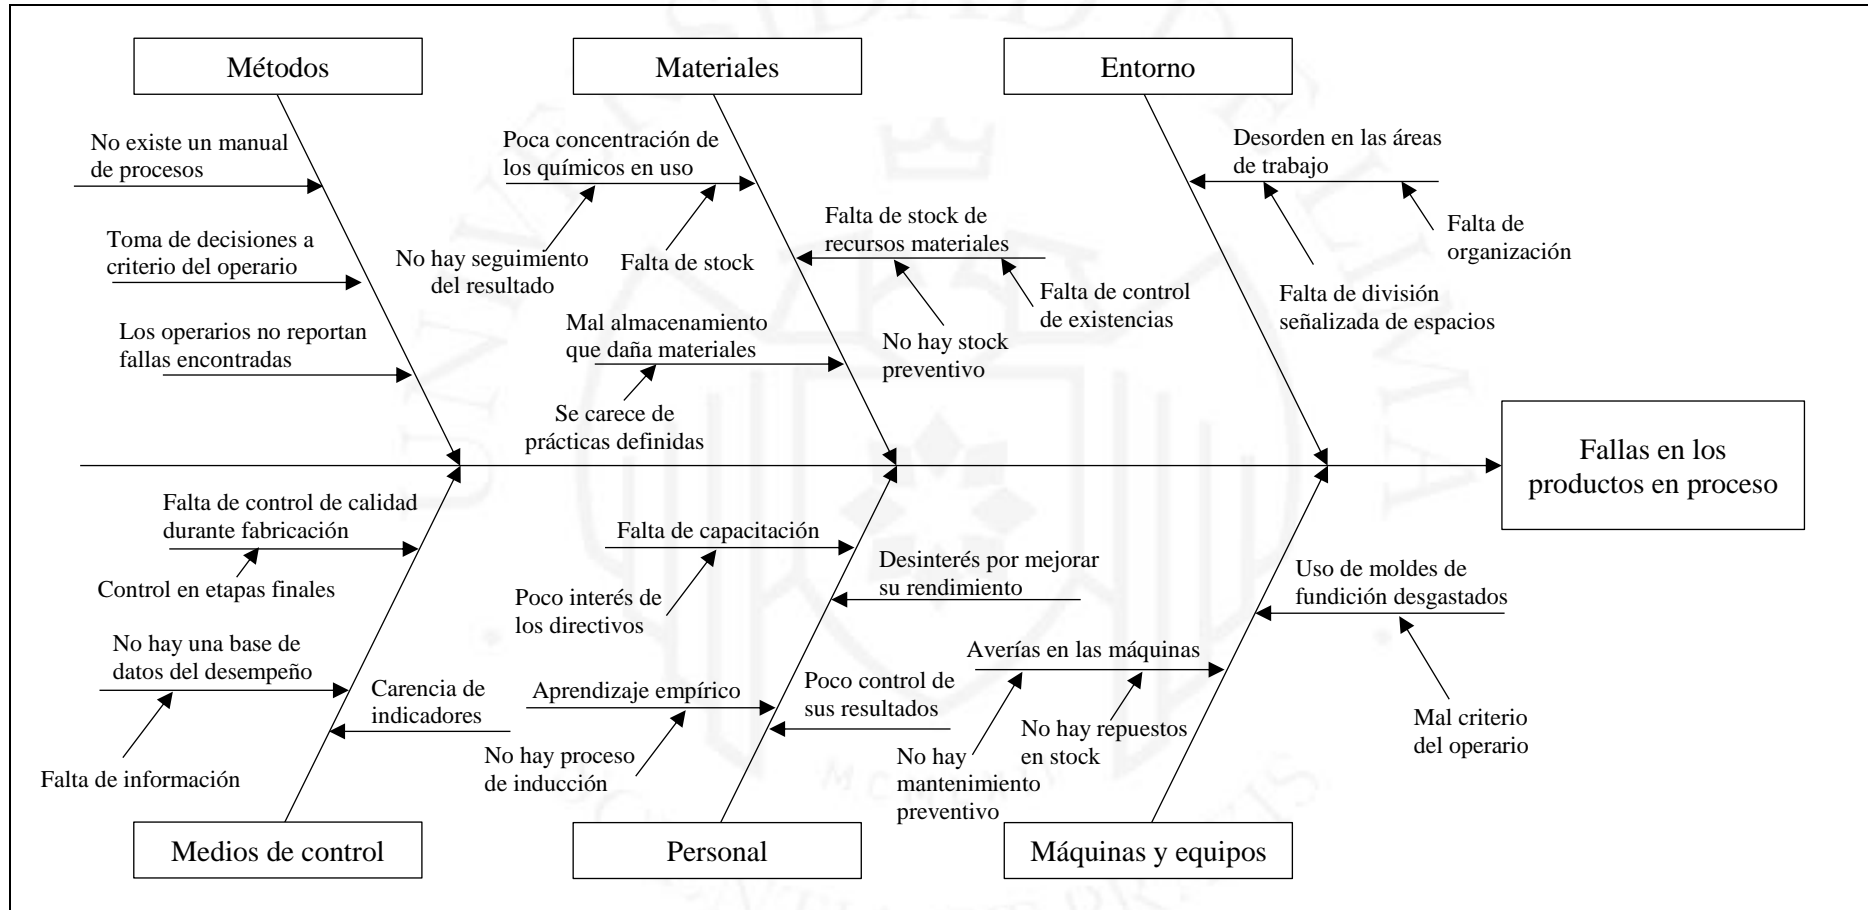 Métodos
Materiales
Entorno
No existe un manual
de procesos
Toma de decisiones a
criterio del operario
Los operarios no reportan
fallas encontradas
Poca concentración de
los químicos en uso
No hay seguimiento
del resultado
Falta de stock
Falta de stock de
recursos materiales
Falta de control
de existencias
No hay stock
preventivo
Mal almacenamiento
que daña materiales
Se carece de
prácticas definidas
Desorden en las áreas
de trabajo
Falta de
organización
Falta de división
señalizada de espacios
Fallas en los
productos en proceso
Falta de control de calidad
durante fabricación
Control en etapas finales
No hay una base de
datos del desempeño
Falta de información
Carencia de
indicadores
Falta de capacitación
Poco interés de
los directivos
Desinterés por mejorar
su rendimiento
Aprendizaje empírico
No hay proceso
de inducción
Poco control de
sus resultados
Averías en las máquinas
No hay
mantenimiento
preventivo
No hay repuestos
en stock
Uso de moldes de
fundición desgastados
Mal criterio
del operario
Medios de control
Personal
Máquinas y equipos